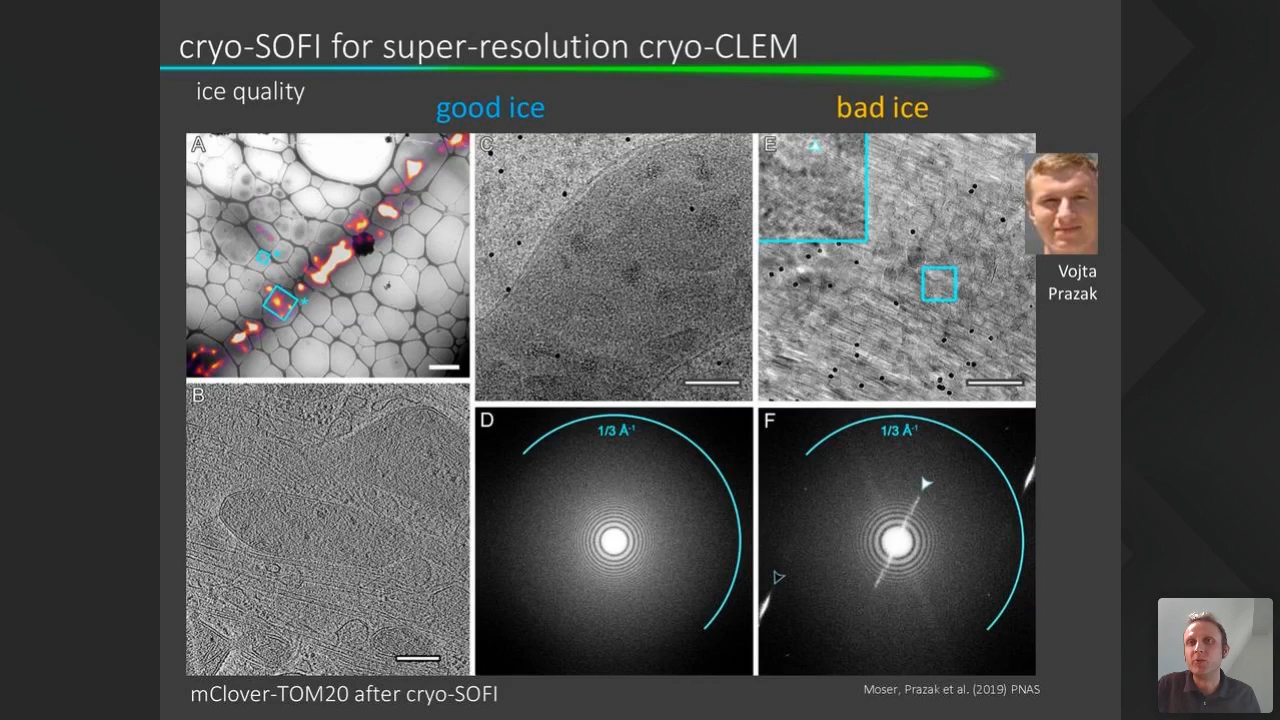 cryo-SOFI for super-resolution cryo-CLEM
ice quality
good ice
bad ice
A
C
E
*
*
Vojta
Prazak
B
D
1/3 Å⁻¹
F
1/3 Å⁻¹
mClover-TOM20 after cryo-SOFI
Moser, Prazak et al. (2019) PNAS